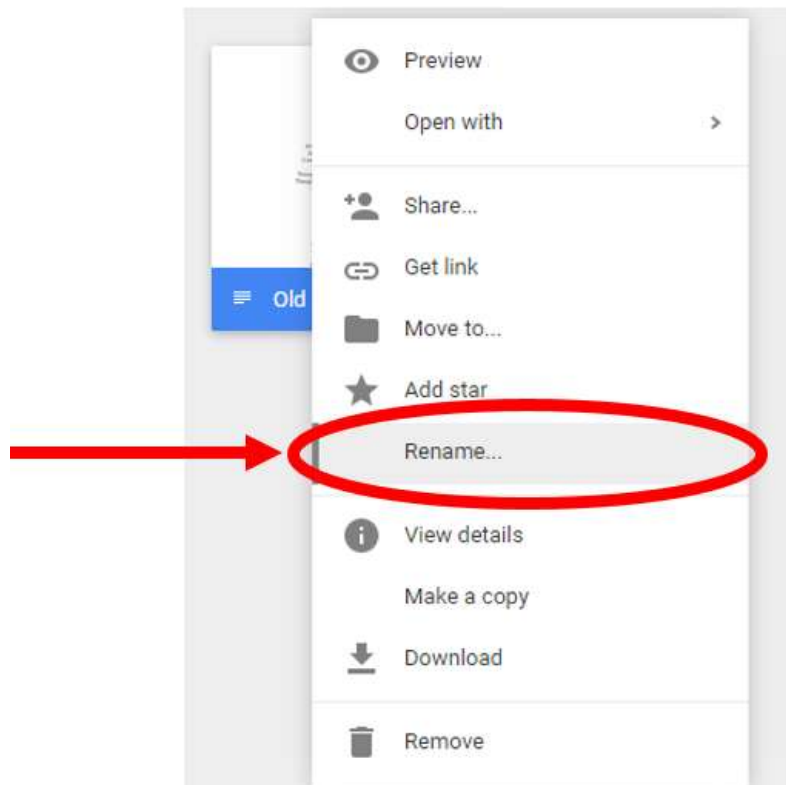 Preview
Open with
Share...
Get link
Old
Move to...
Add star
Rename...
View details
Make a copy
Download
Remove